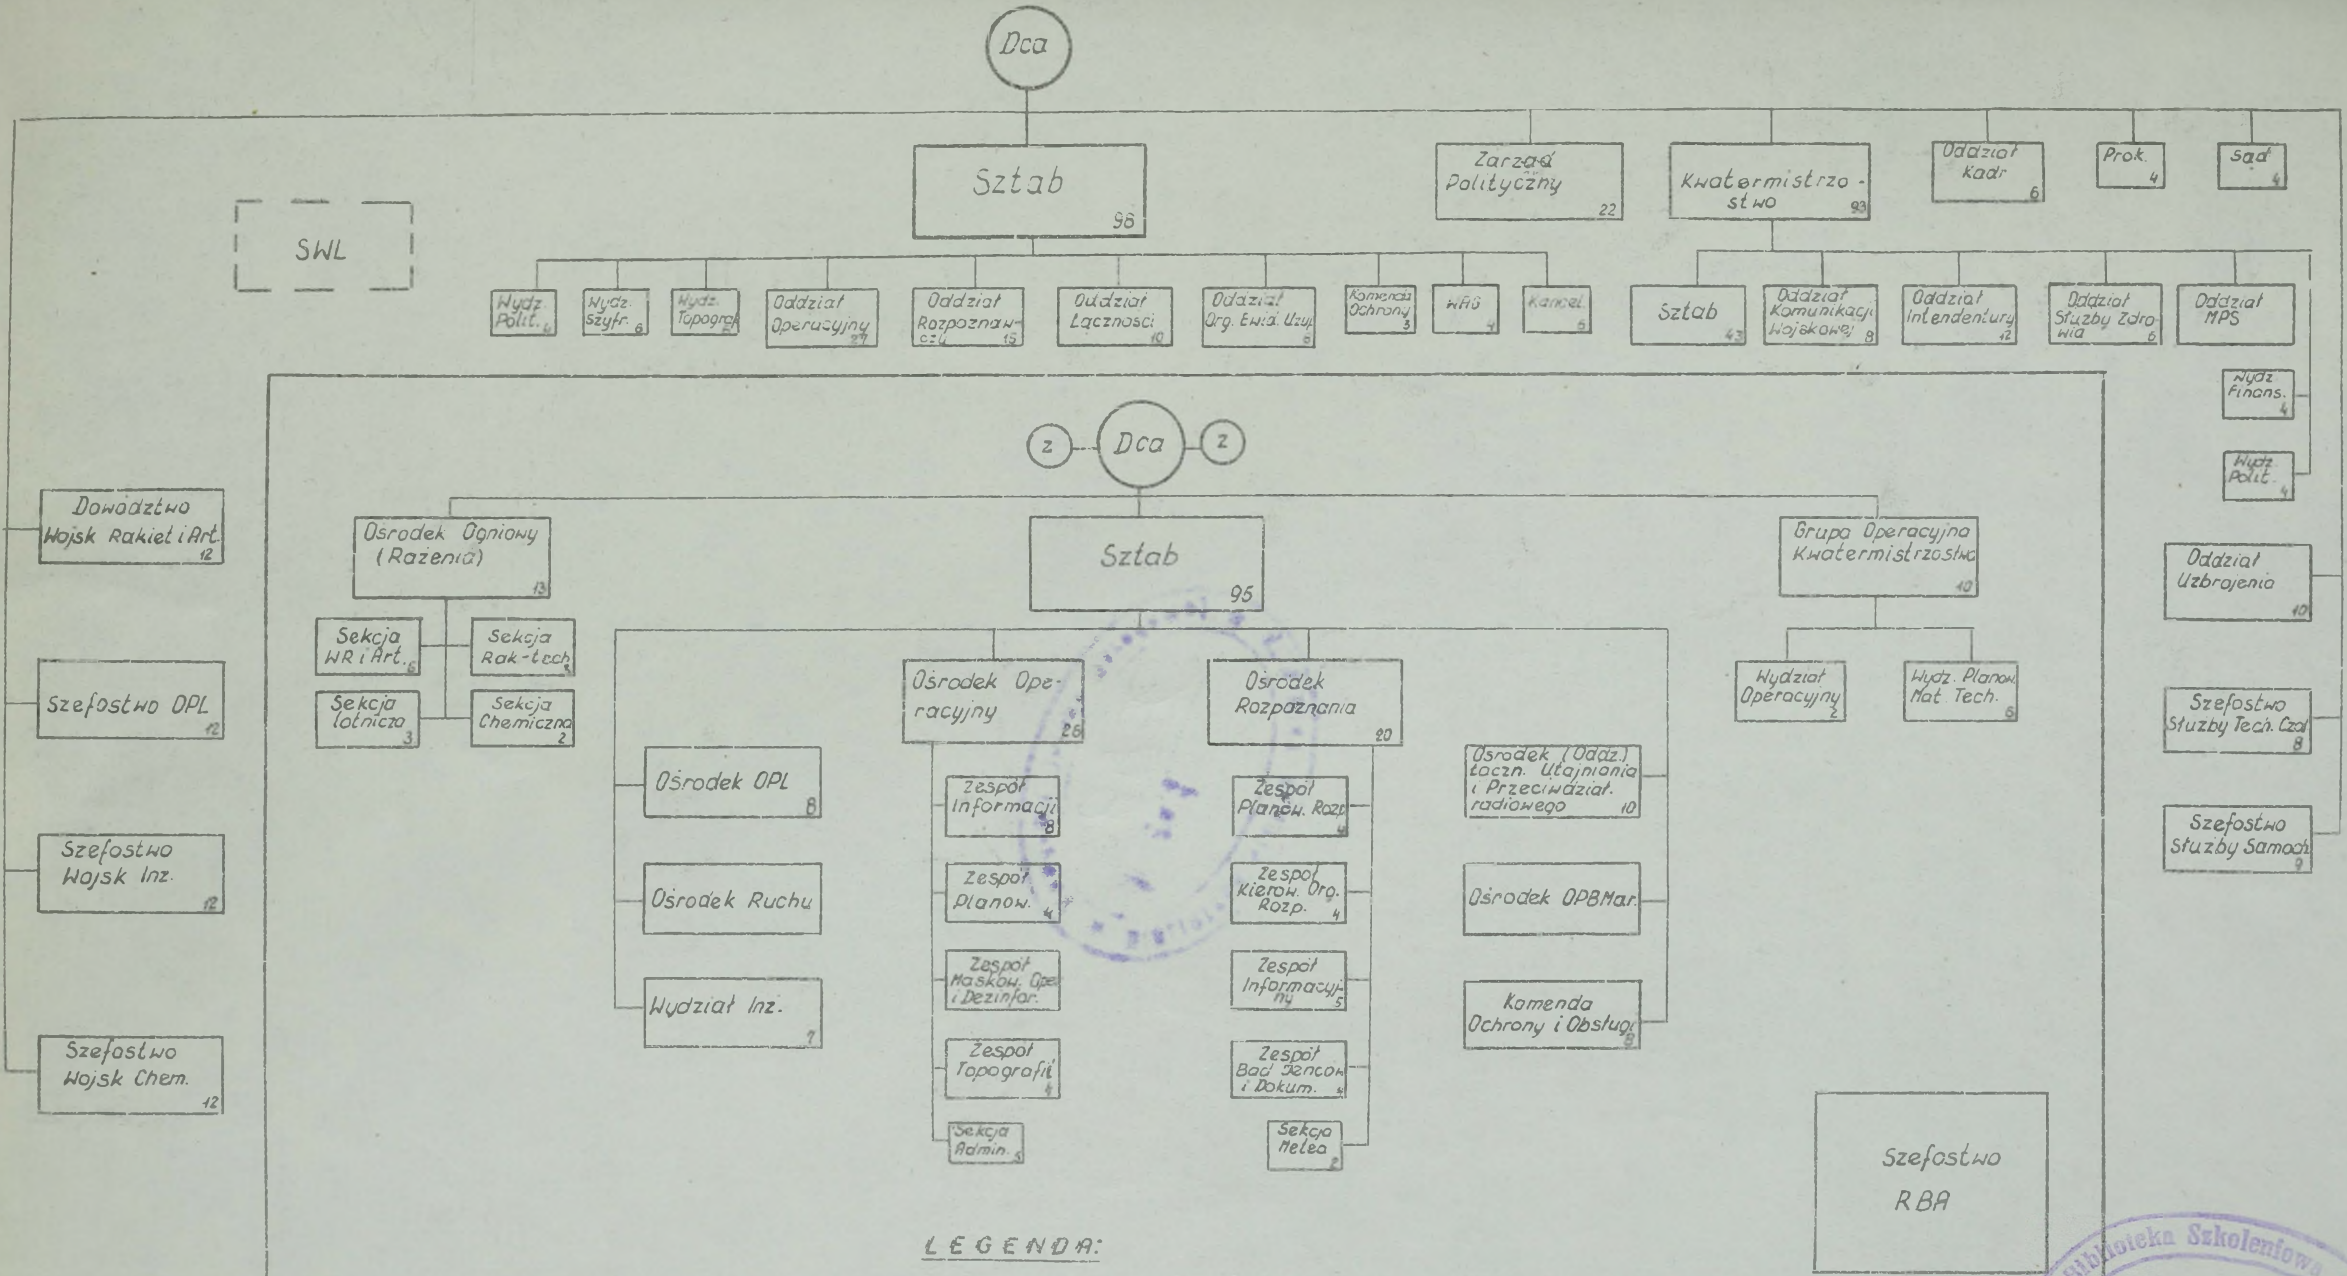 Dca
Sztab
96
Zarząd
Polityczny
22
Kwatermistrzo-
stwo
93
Oddział
Kadr
6
Prok.
4
Sąd
4
SWL
Wydz.
Polit.
Wydz.
Szyfr.
6
Wydz.
Topograf
Oddział
Operacyjny
27
Oddział
Rozpoznaw-
czy
15
Oddział
Łączności
10
Oddział
Org. Ewid. Uzup
6
Komenda
Ochrony
3
WAG
4
Kancel.
6
Sztab
43
Oddział
Komunikacji
Wojskowej
8
Oddział
Intendentury
12
Oddział
Służby Zdro-
wia
6
Oddział
MPS
Wydz
Finans.
4
Wydz.
Polit.
4
Dowództwo
Wojsk Rakiet i Art.
12
Szefostwo OPL
12
Szefostwo
Wojsk Inż.
12
Szefostwo
Wojsk Chem.
12
Oddział
Uzbrojenia
10
Szefostwo
Służby Tech. Czoł
8
Szefostwo
Służby Samoch
9
z
Dca
z
Ośrodek Ogniowy
(Rażenia)
13
Sekcja
WR i Art.
6
Sekcja
Rak-tech
Sekcja
lotnicza
3
Sekcja
Chemiczna
2
Sztab
95
Grupa Operacyjna
Kwatermistrzostwa
10
Wydział
Operacyjny
2
Wydz. Planow.
Mat. Tech.
6
Ośrodek OPL
8
Ośrodek Ruchu
Wydział Inż.
7
Ośrodek Ope-
racyjny
26
Zespół
Informacji
8
Zespół
Planow.
4
Zespół
Maskow. Oper
i Dezinfor.
Zespół
Topografii
4
Sekcja
Admin.
5
Ośrodek
Rozpoznania
20
Zespół
Planow. Rozp
4
Zespół
Kierow. Org.
Rozp.
4
Zespół
Informacyj-
ny
5
Zespół
Bad Jeńców
i Dokum.
4
Sekcja
Meteo
2
Ośrodek (Oddz.)
Łączn. Utajniania
i Przeciwdział.
radiowego
10
Ośrodek OPBMar.
Komenda
Ochrony i Obsługi
8
Szefostwo
RBA
LEGENDA:
Biblioteka Szkoleniowa